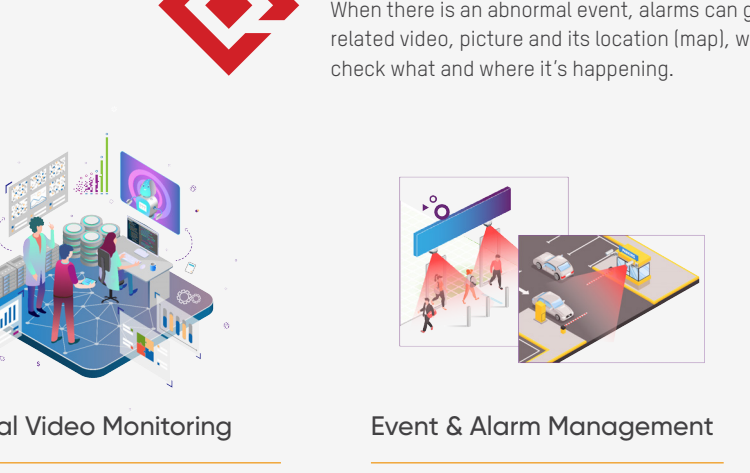 When there is an abnormal event, alarms can
related video, picture and its location (map),
check what and where it's happening.
Video Monitoring
Event & Alarm Management